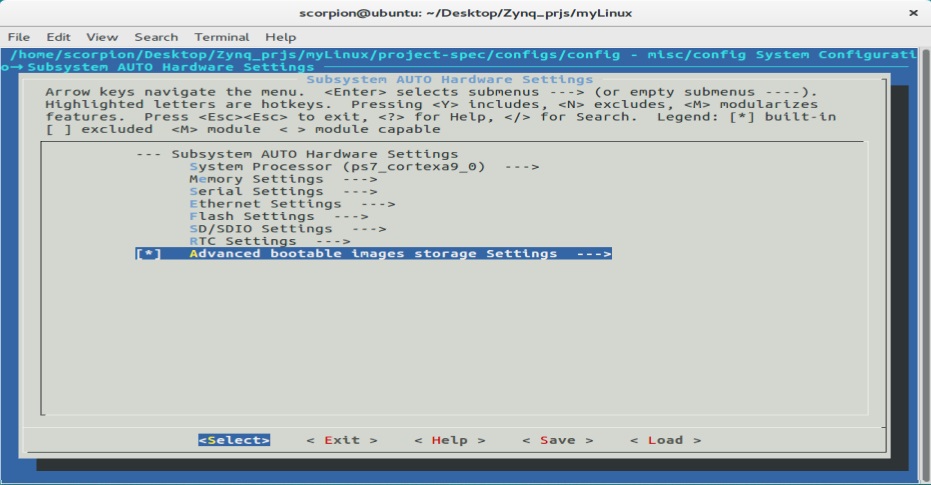 scorpion@ubuntu: ~/Desktop/Zynq_prjs/myLinux ×
File Edit View Search Terminal Help
/home/scorpion/Desktop/Zynq_prjs/myLinux/project-spec/configs/config - misc/config System Configurati
o→Subsystem AUTO Hardware Settings
Subsystem AUTO Hardware Settings
Arrow keys navigate the menu. <Enter> selects submenus ---> (or empty submenus ----).
Highlighted letters are hotkeys. Pressing <Y> includes, <N> excludes, <M> modularizes
features. Press <Esc><Esc> to exit, <?> for Help, </> for Search. Legend: [*] built-in
[ ] excluded <M> module < > module capable
--- Subsystem AUTO Hardware Settings
System Processor (ps7_cortexa9_0) --->
Memory Settings --->
Serial Settings --->
Ethernet Settings --->
Flash Settings --->
SD/SDIO Settings --->
RTC Settings --->
[*] Advanced bootable images storage Settings --->
<Select> < Exit > < Help > < Save > < Load >